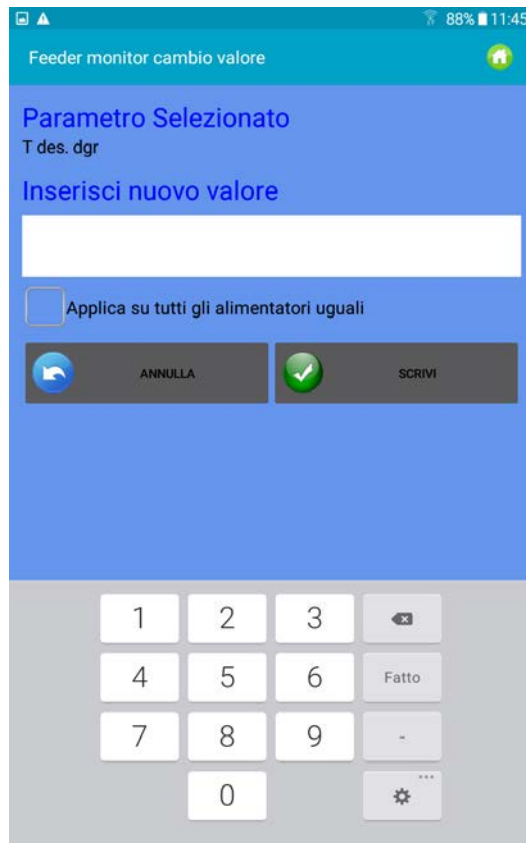 88% 11:45
Feeder monitor cambio valore
Parametro Selezionato
T des. dgr
Inserisci nuovo valore
Applica su tutti gli alimentatori uguali
ANNULLA
SCRIVI
1 2 3
4 5 6 Fatto
7 8 9 -
0